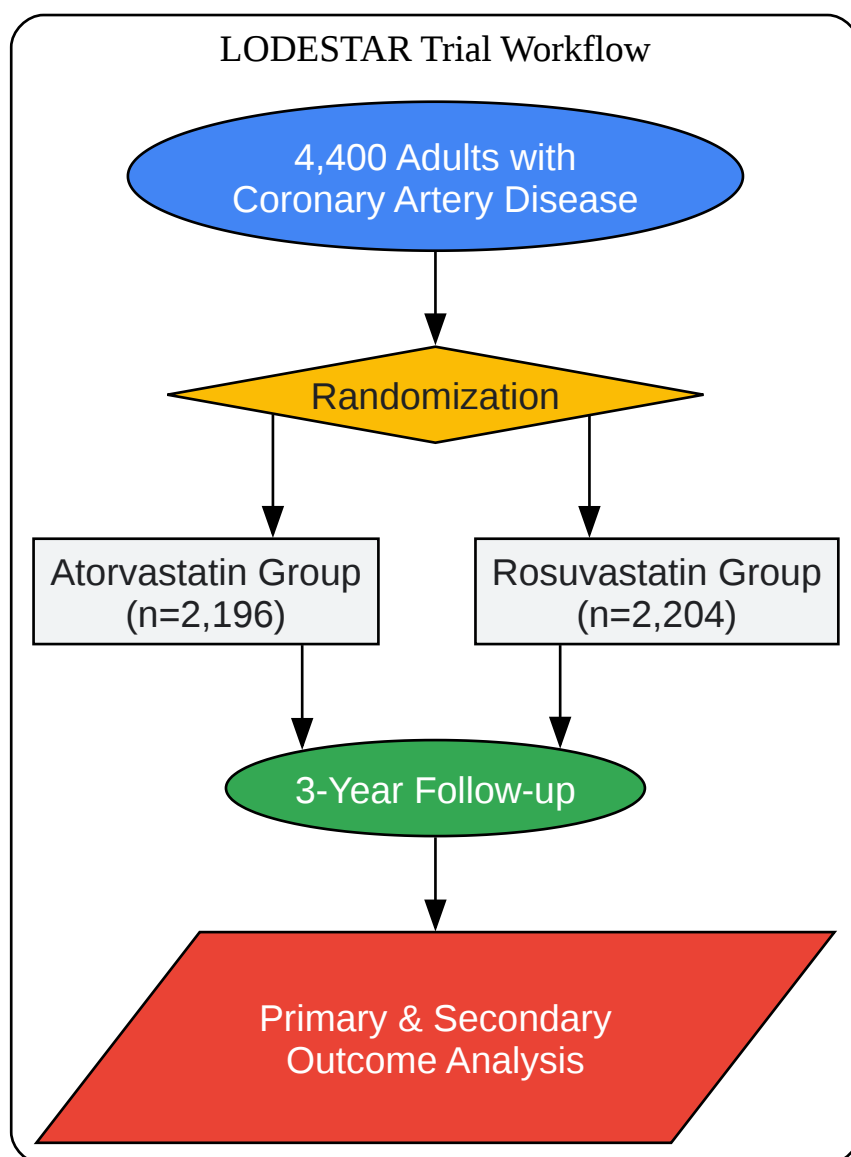 LODESTAR Trial Workflow
4,400 Adults with
Coronary Artery Disease
Randomization
Atorvastatin Group
(n=2,196)
Rosuvastatin Group
(n=2,204)
3-Year Follow-up
Primary & Secondary
Outcome Analysis